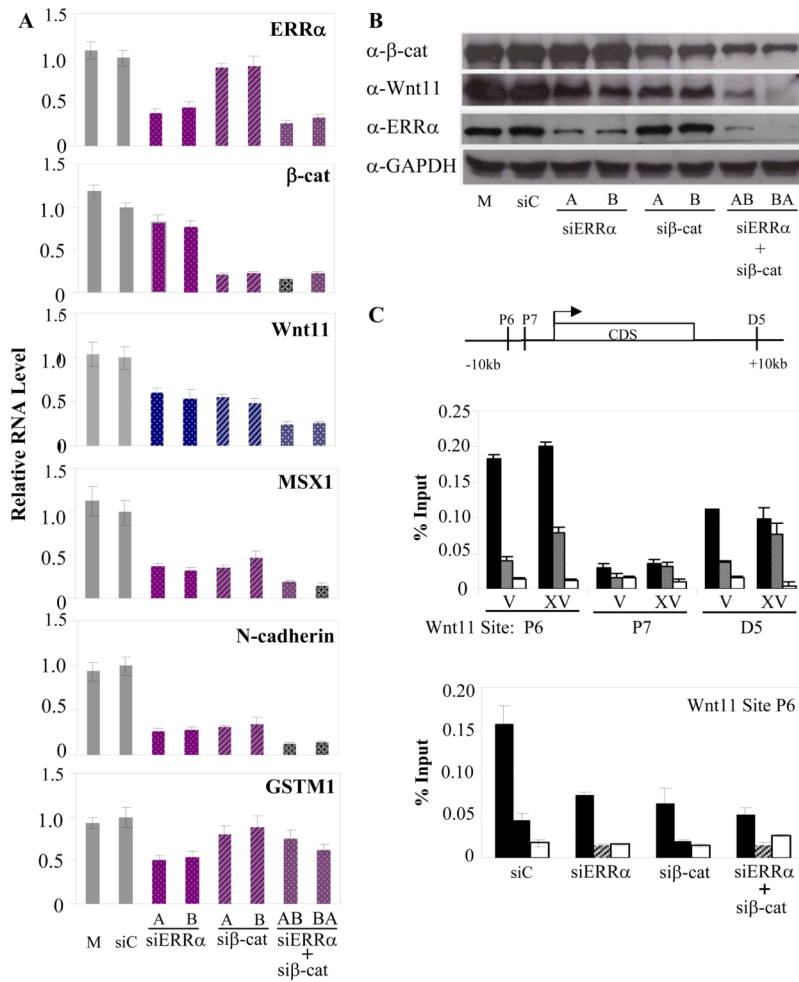 A
Relative RNA Level
ERRα
1.5
1.0
0.5
0
β-cat
1.5
1.0
0.5
0
Wnt11
1.5
1.0
0.5
0
MSX1
1.5
1.0
0.5
0
N-cadherin
1.5
1.0
0.5
0
GSTM1
1.5
1.0
0.5
0
M siC A B A B AB BA
siERRα siβ-cat siERRα
+
siβ-cat
B
α-β-cat
α-Wnt11
α-ERRα
α-GAPDH
M siC A B A B AB BA
siERRα siβ-cat siERRα
+
siβ-cat
C
P6 P7 D5
CDS
-10kb +10kb
% Input
0.25
0.20
0.15
0.10
0.05
0.00
V XV V XV V XV
Wnt11 Site: P6 P7 D5
Wnt11 Site P6
% Input
0.20
0.15
0.10
0.05
0
siC siERRα siβ-cat siERRα
+
siβ-cat